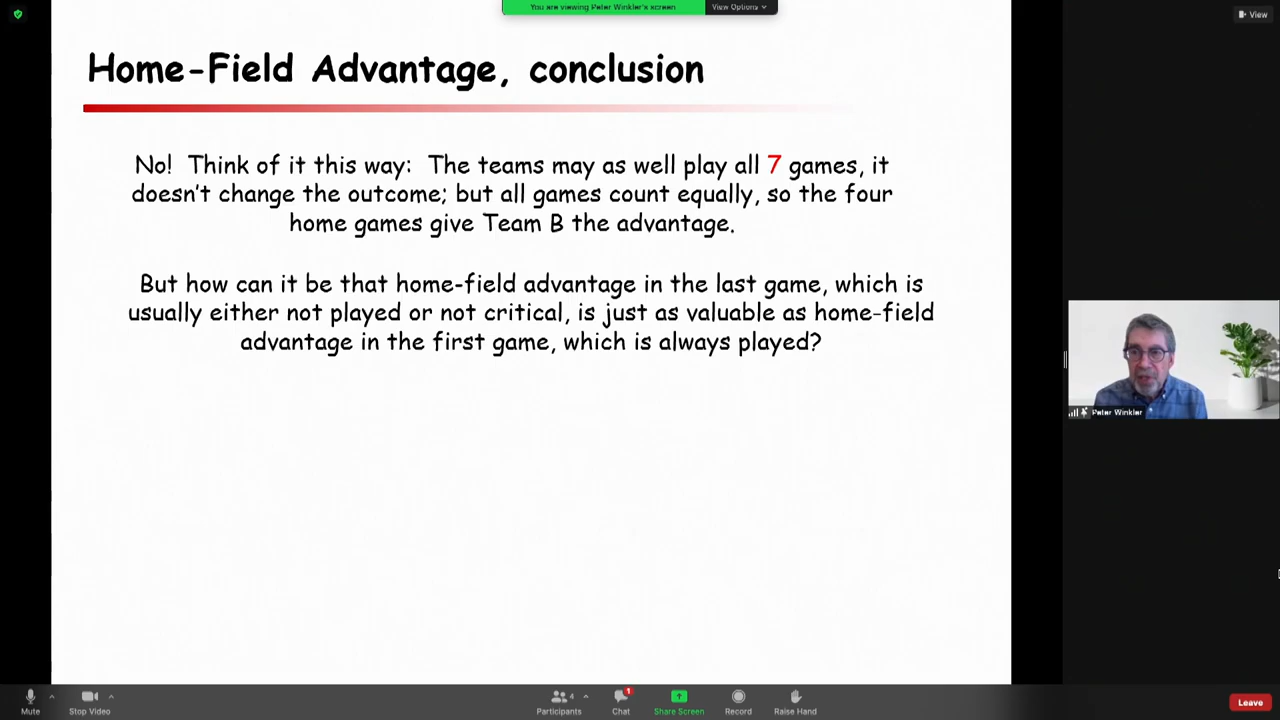 You are viewing Peter Winkler's screen
View Options
View
Home-Field Advantage, conclusion
No! Think of it this way: The teams may as well play all 7 games, it
doesn't change the outcome; but all games count equally, so the four
home games give Team B the advantage.
But how can it be that home-field advantage in the last game, which is
usually either not played or not critical, is just as valuable as home-field
advantage in the first game, which is always played?
Peter Winkler
Mute
Stop Video
4
Participants
1
Chat
Share Screen
Record
Raise Hand
Leave